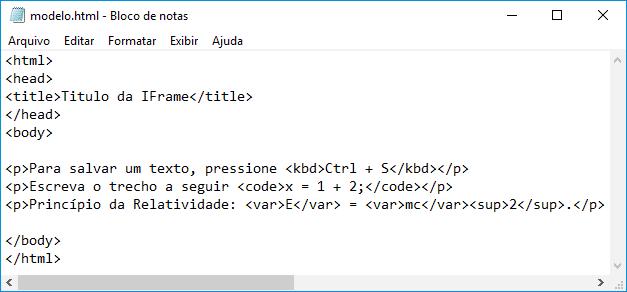 modelo.html - Bloco de notas
Arquivo Editar Formatar Exibir Ajuda
<html>
<head>
<title>Titulo da IFrame</title>
</head>
<body>
<p>Para salvar um texto, pressione <kbd>Ctrl + S</kbd></p>
<p>Escreva o trecho a seguir <code>x = 1 + 2;</code></p>
<p>Princípio da Relatividade: <var>E</var> = <var>mc</var><sup>2</sup>.</p>
</body>
</html>